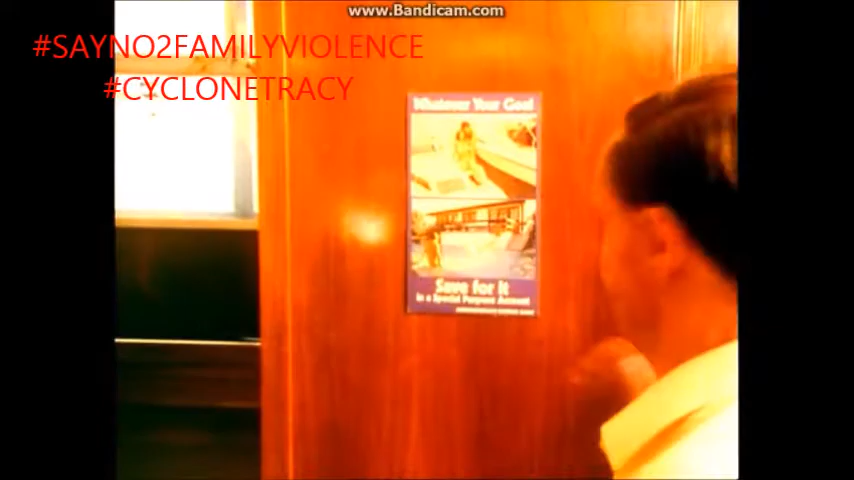 www.Bandicam.com
#SAYNO2FAMILYVIOLENCE
#CYCLONETRACY
Whatever Your Goal
Save for it
in a Special Purpose Account